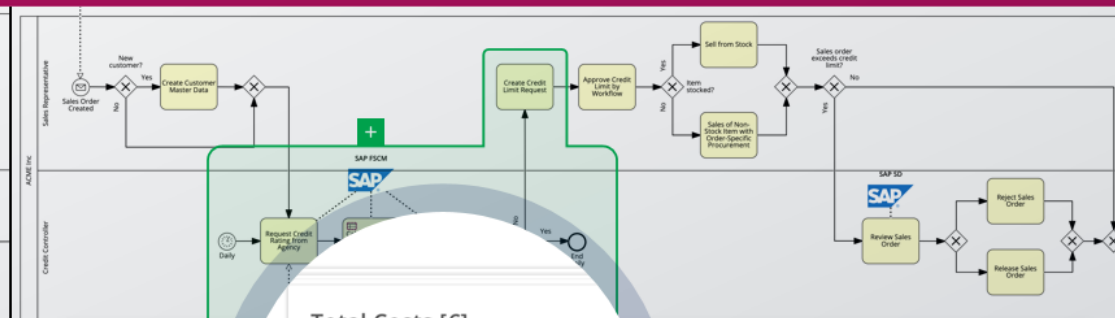 New
customer?
Yes
No
Sales Order
Created
Create Customer
Master Data
Create Credit
Limit Request
Approve Credit
Limit by
Workflow
Yes
Item
stocked?
No
Sell from Stock
Sales of Non-
Stock Item with
Order-Specific
Procurement
Sales order
exceeds credit
limit?
No
Yes
Sales Representative
ACME Inc
Credit Controller
+
SAP FSCM
SAP
Daily
Request Credit
Rating from
Agency
No
Yes
End
SAP SD
SAP
Review Sales
Order
Reject Sales
Order
Release Sales
Order